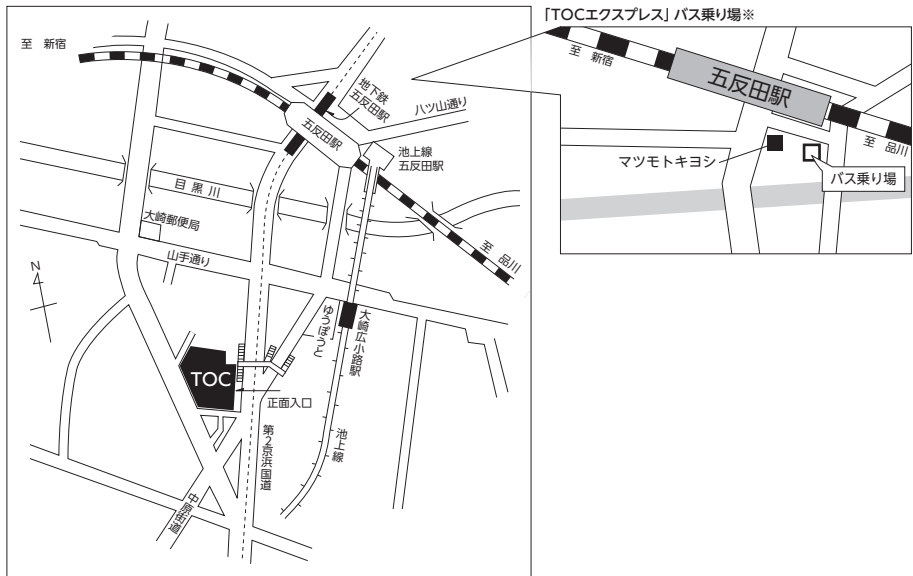 「TOCエクスプレス」バス乗り場※
至 新宿
地下鉄
五反田駅
八ツ山通り
五反田駅
池上線
五反田駅
目黒川
大崎郵便局
山手通り
至 品川
N
ゆうぽうと
大崎広小路駅
TOC
正面入口
第2京浜国道
池上線
中原街道
至 新宿
五反田駅
至 品川
マツモトキヨシ
バス乗り場